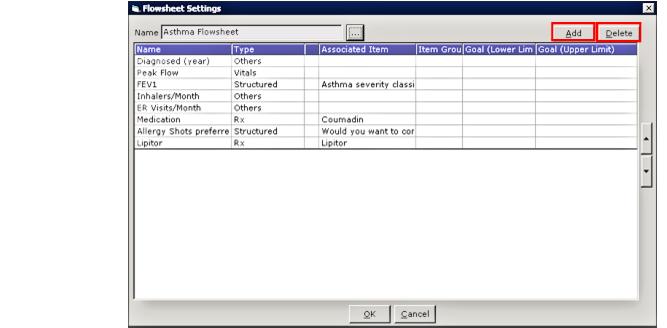 Flowsheet Settings
Name Asthma Flowsheet ... Add Delete
Name Type Associated Item Item Grou Goal (Lower Lim Goal (Upper Limit)
Diagnosed (year) Others
Peak Flow Vitals
FEV1 Structured Asthma severity classi
Inhalers/Month Others
ER Visits/Month Others
Medication Rx Coumadin
Allergy Shots preferre Structured Would you want to cor
Lipitor Rx Lipitor
OK Cancel